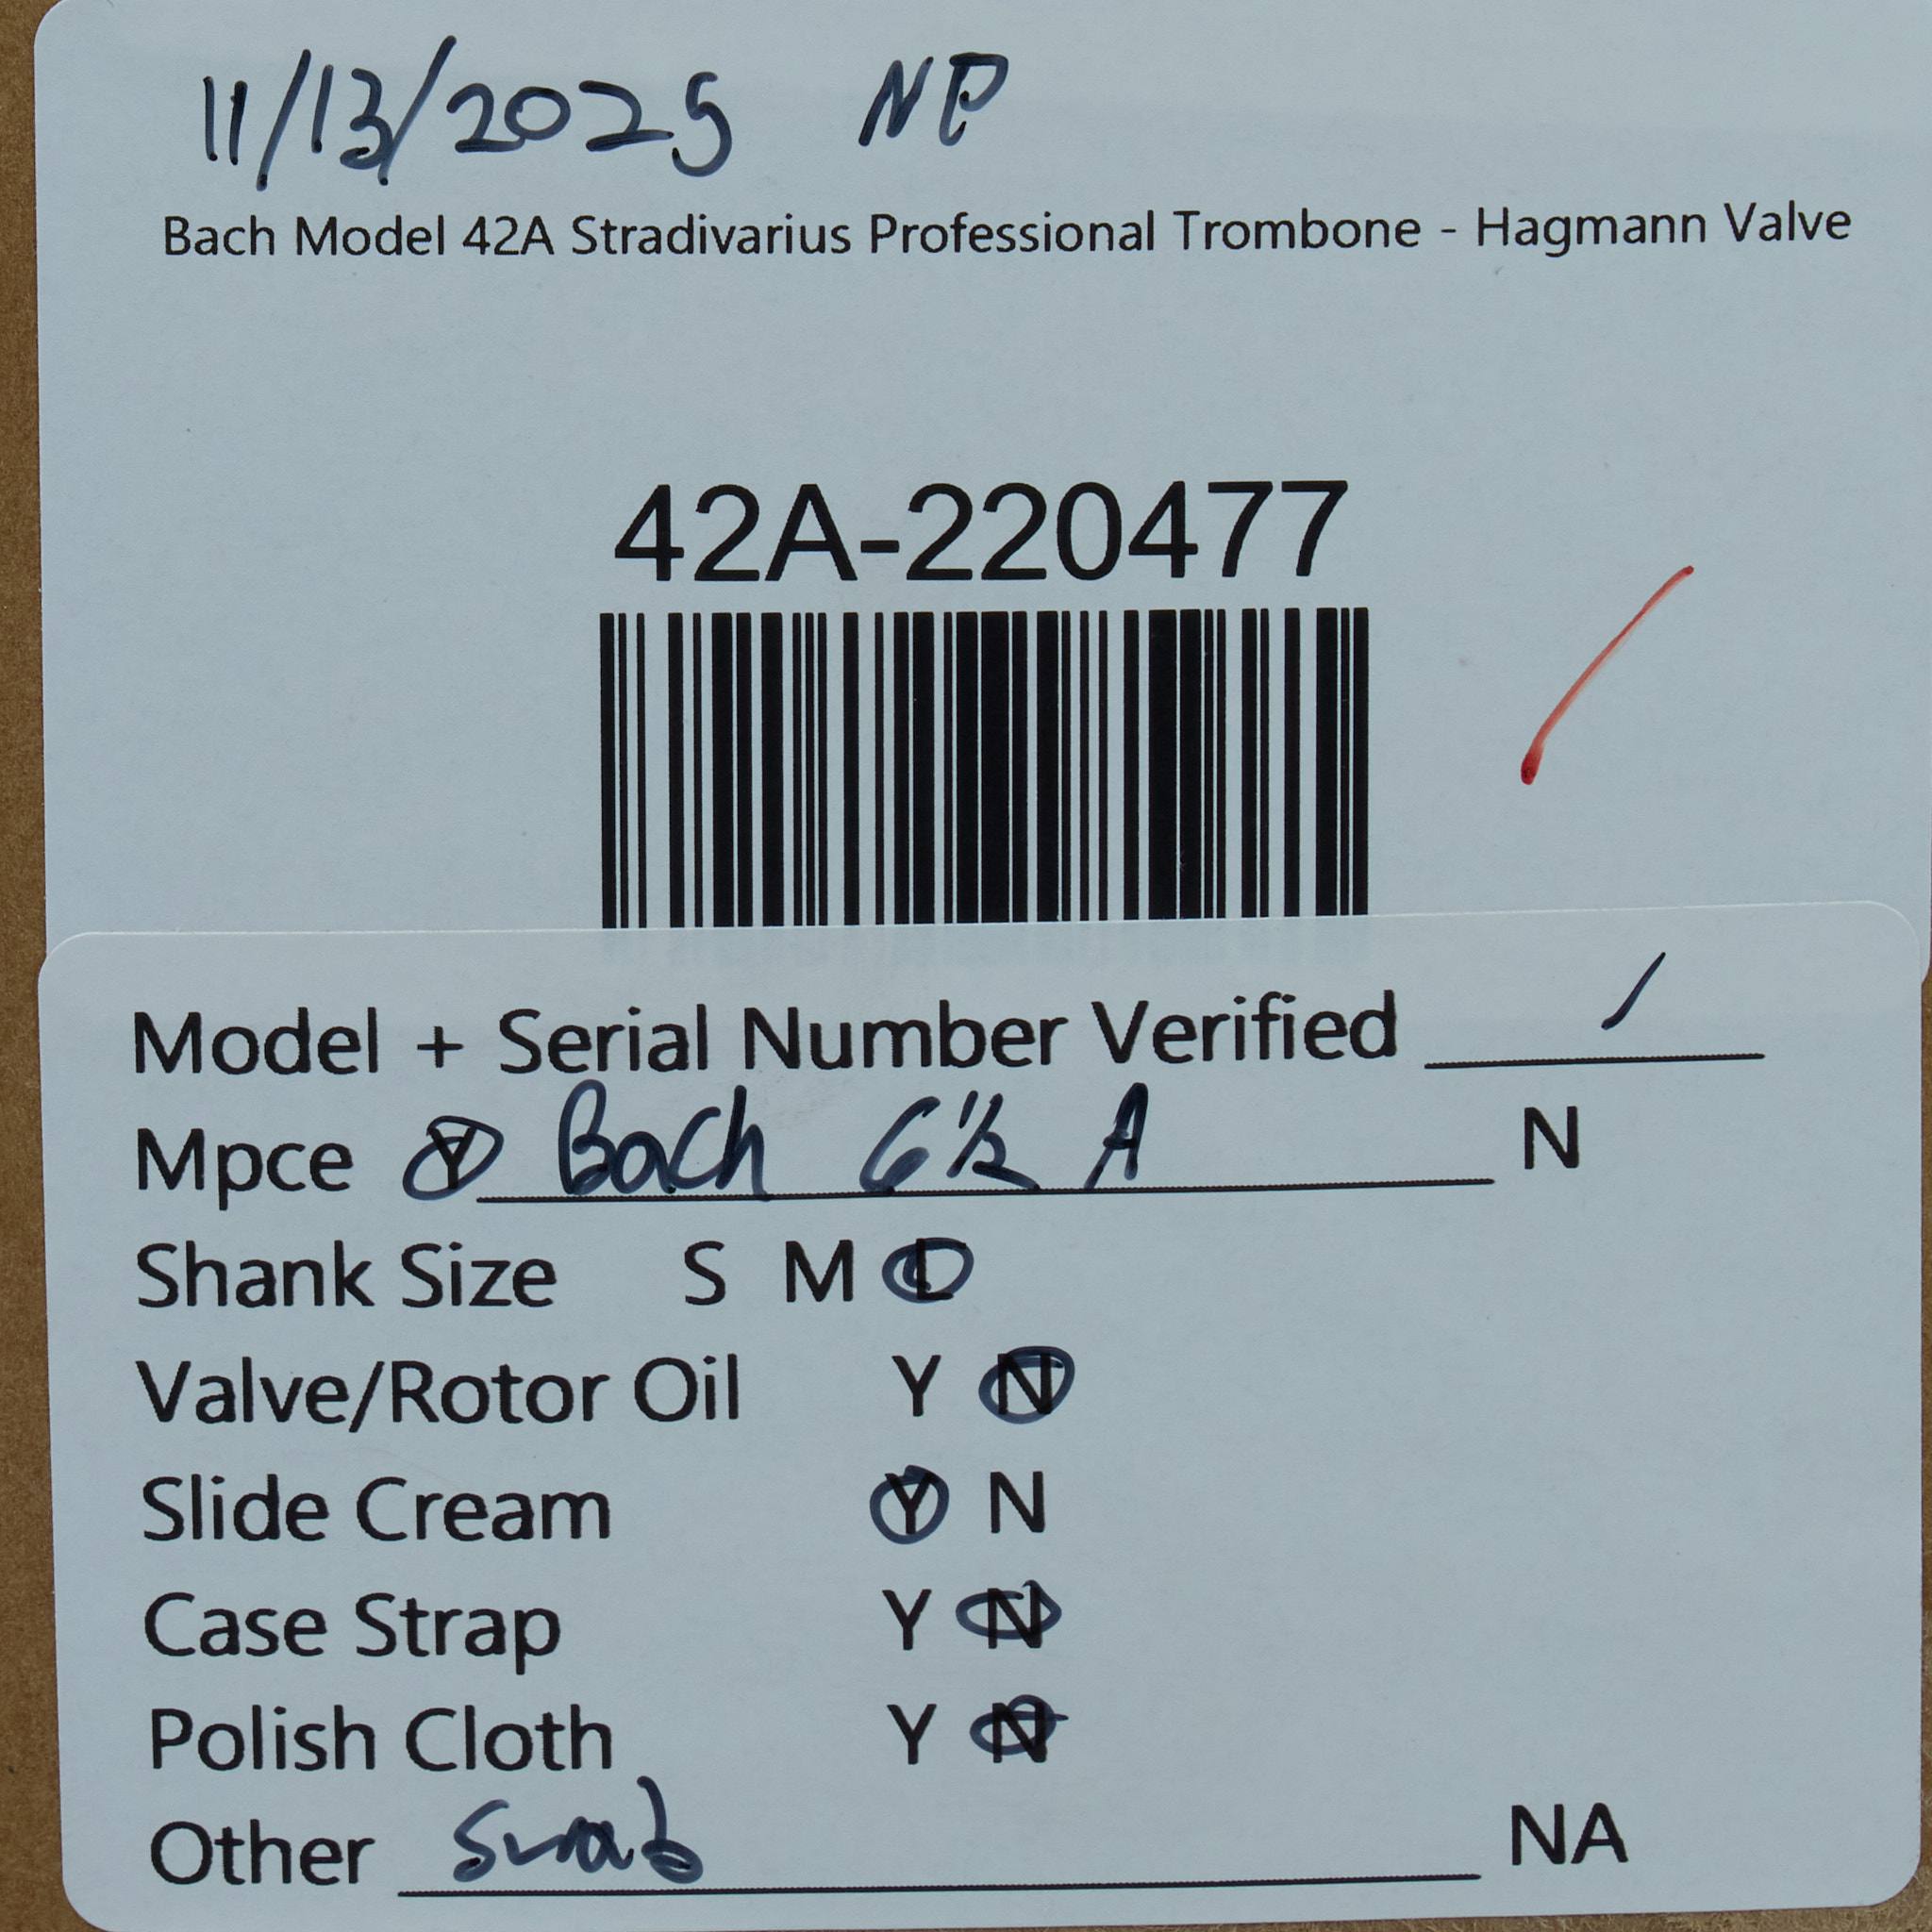 11/13/2025 NP
Bach Model 42A Stradivarius Professional Trombone - Hagmann Valve
42A-220477
Model + Serial Number Verified
Mpce Y Bach 6½ A N
Shank Size S M L
Valve/Rotor Oil Y N
Slide Cream Y N
Case Strap Y N
Polish Cloth Y N
Other Swab NA